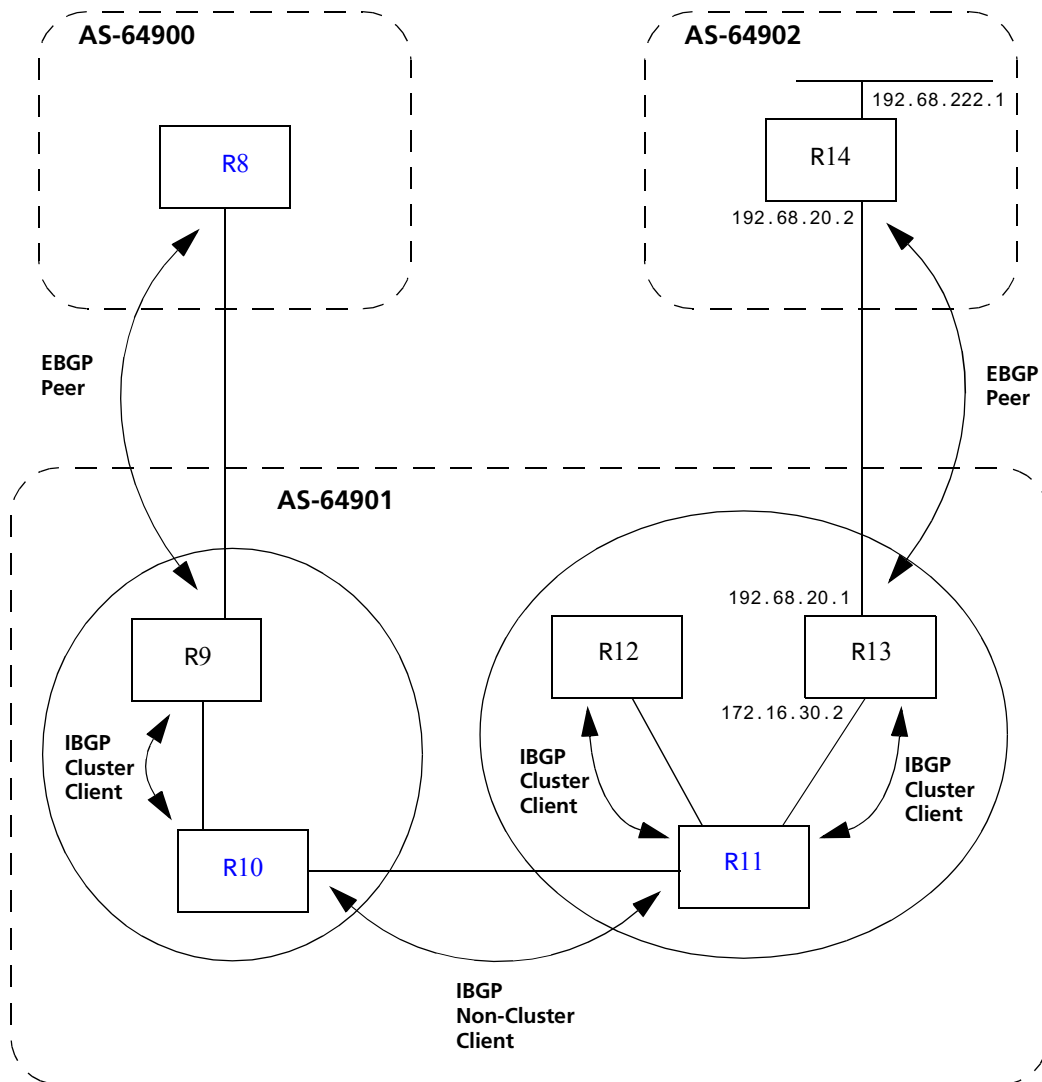 AS-64900
AS-64902
192.68.222.1
R8
R14
192.68.20.2
EBGP
Peer
EBGP
Peer
AS-64901
192.68.20.1
R9
R12
R13
172.16.30.2
IBGP
Cluster
Client
IBGP
Cluster
Client
IBGP
Cluster
Client
R10
R11
IBGP
Non-Cluster
Client